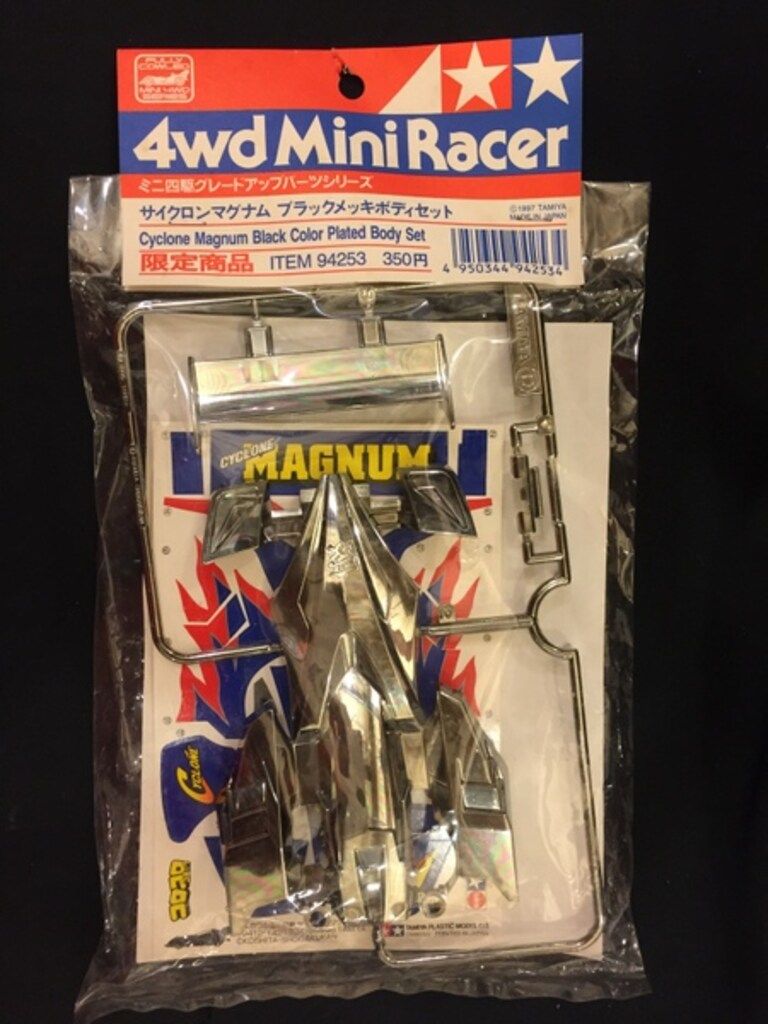 FULLY
COWLED
MINI 4WD
SERIES
4wd Mini Racer
ミニ四駆グレードアップパーツシリーズ
サイクロンマグナム ブラックメッキボディセット
©1997 TAMIYA
MADE IN JAPAN
Cyclone Magnum Black Color Plated Body Set
限定商品 ITEM 94253 350円
4 950344 942534
TAMIYA
CYCLONE
MAGNUM
CYCLONE
TAMIYA PLASTIC MODEL CO.
PRINTED IN JAPAN